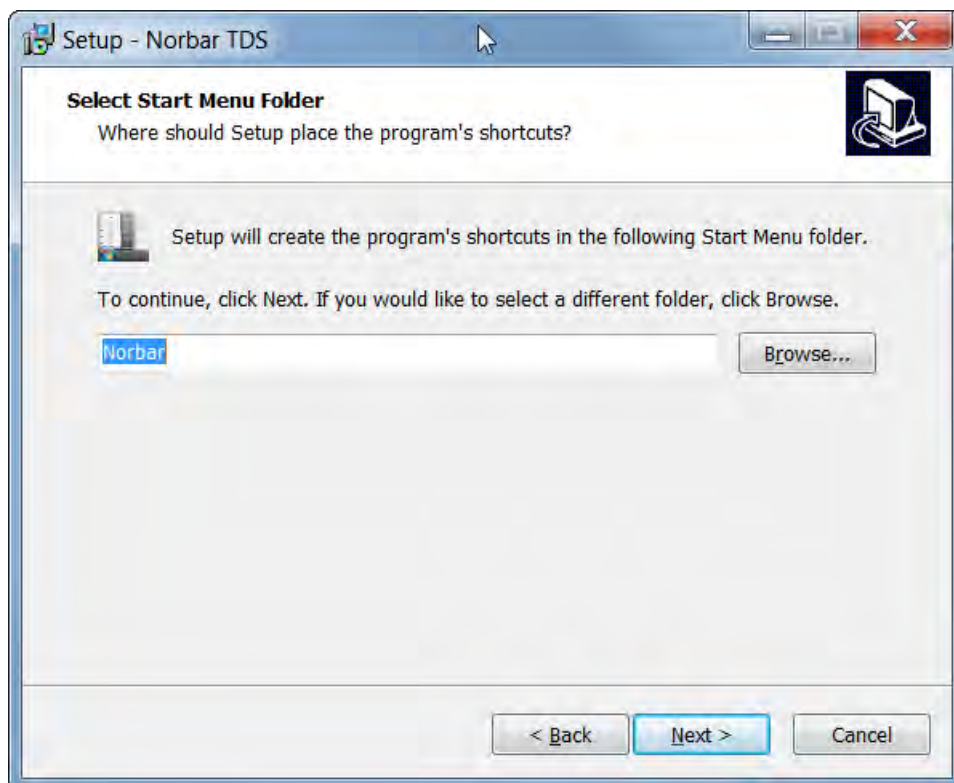 Setup - Norbar TDS
Select Start Menu Folder
Where should Setup place the program's shortcuts?
Setup will create the program's shortcuts in the following Start Menu folder.
To continue, click Next. If you would like to select a different folder, click Browse.
Norbar
Browse...
< Back
Next >
Cancel